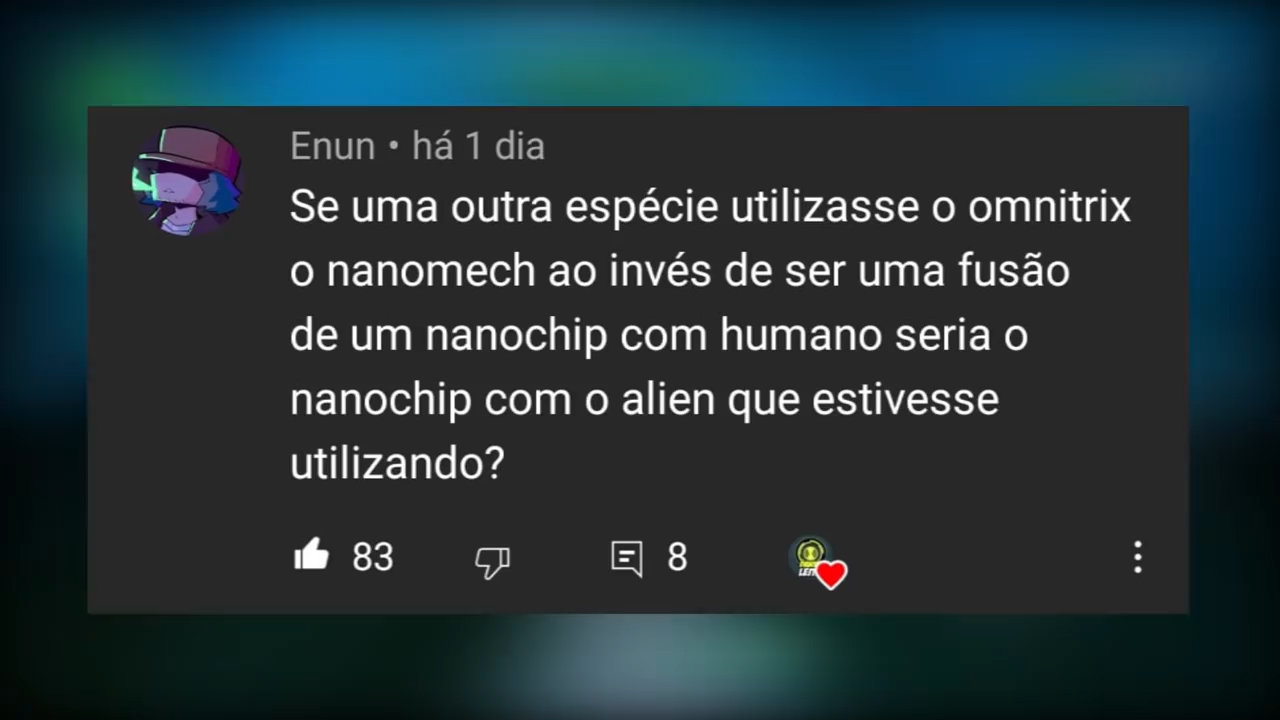 Enun • há 1 dia
Se uma outra espécie utilizasse o omnitrix
o nanomech ao invés de ser uma fusão
de um nanochip com humano seria o
nanochip com o alien que estivesse
utilizando?
83 8